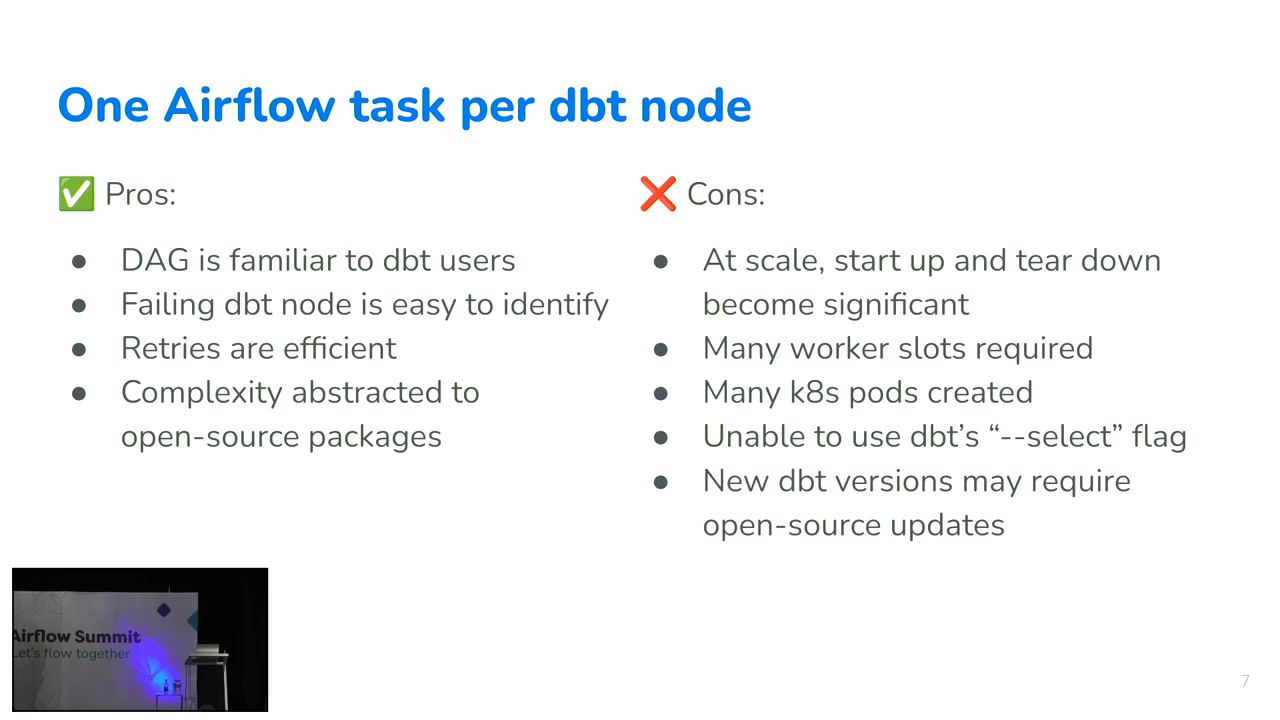 One Airflow task per dbt node
✅ Pros:
● DAG is familiar to dbt users
● Failing dbt node is easy to identify
● Retries are efficient
● Complexity abstracted to
open-source packages
❌ Cons:
● At scale, start up and tear down
become significant
● Many worker slots required
● Many k8s pods created
● Unable to use dbt’s “--select” flag
● New dbt versions may require
open-source updates
Airflow Summit
Let's flow together
7